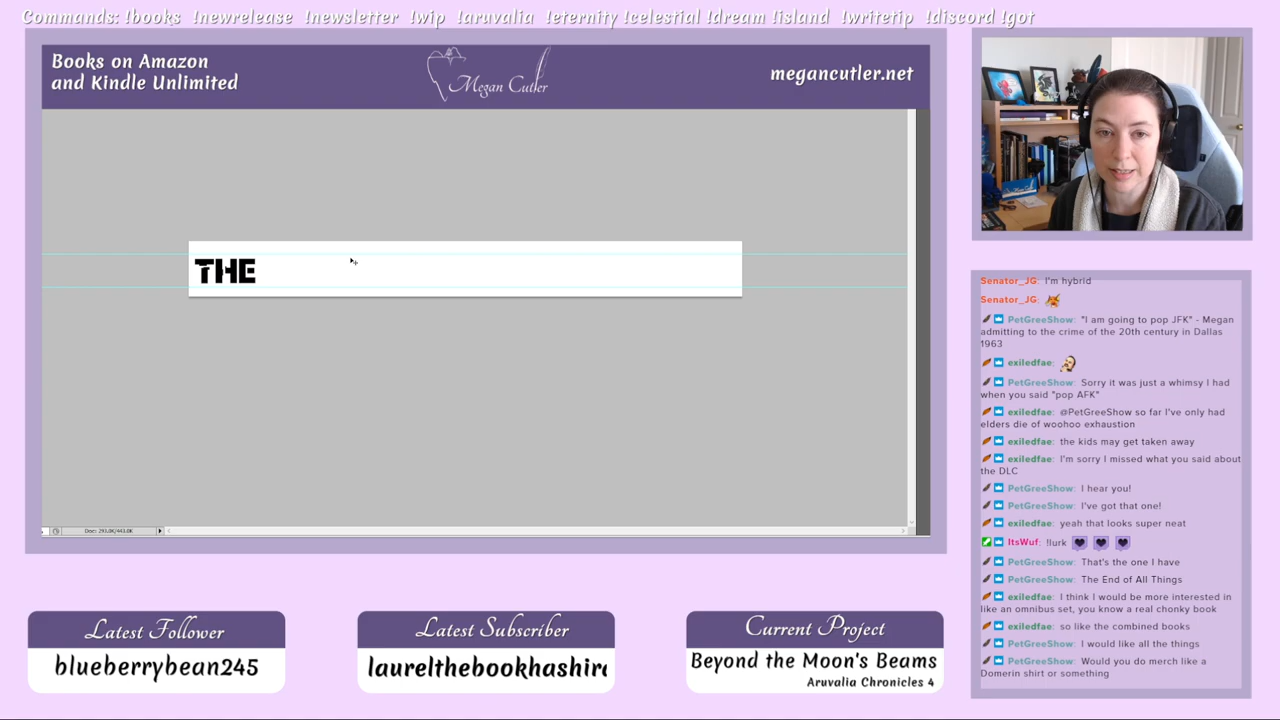 Commands: !books !newrelease !newsletter !wip !aruvalia !eternity !celestial !dream !island !writetip !discord !got
Books on Amazon
and Kindle Unlimited
Megan Cutler
megancutler.net
THE
Doc: 293.0K/443.0K
Senator_JG: I'm hybrid
Senator_JG:
PetGreeShow: "I am going to pop JFK" - Megan
admitting to the crime of the 20th century in Dallas
1963
exiledfae:
PetGreeShow: Sorry it was just a whimsy I had
when you said "pop AFK"
exiledfae: @PetGreeShow so far I've only had
elders die of woohoo exhaustion
exiledfae: the kids may get taken away
exiledfae: I'm sorry I missed what you said about
the DLC
PetGreeShow: I hear you!
PetGreeShow: I've got that one!
exiledfae: yeah that looks super neat
ItsWuf: !lurk
PetGreeShow: That's the one I have
PetGreeShow: The End of All Things
exiledfae: I think I would be more interested in
like an omnibus set, you know a real chonky book
exiledfae: so like the combined books
PetGreeShow: I would like all the things
PetGreeShow: Would you do merch like a
Domerin shirt or something
Latest Follower
blueberrybean245
Latest Subscriber
laurelthebookhashira
Current Project
Beyond the Moon's Beams
Aruvalia Chronicles 4